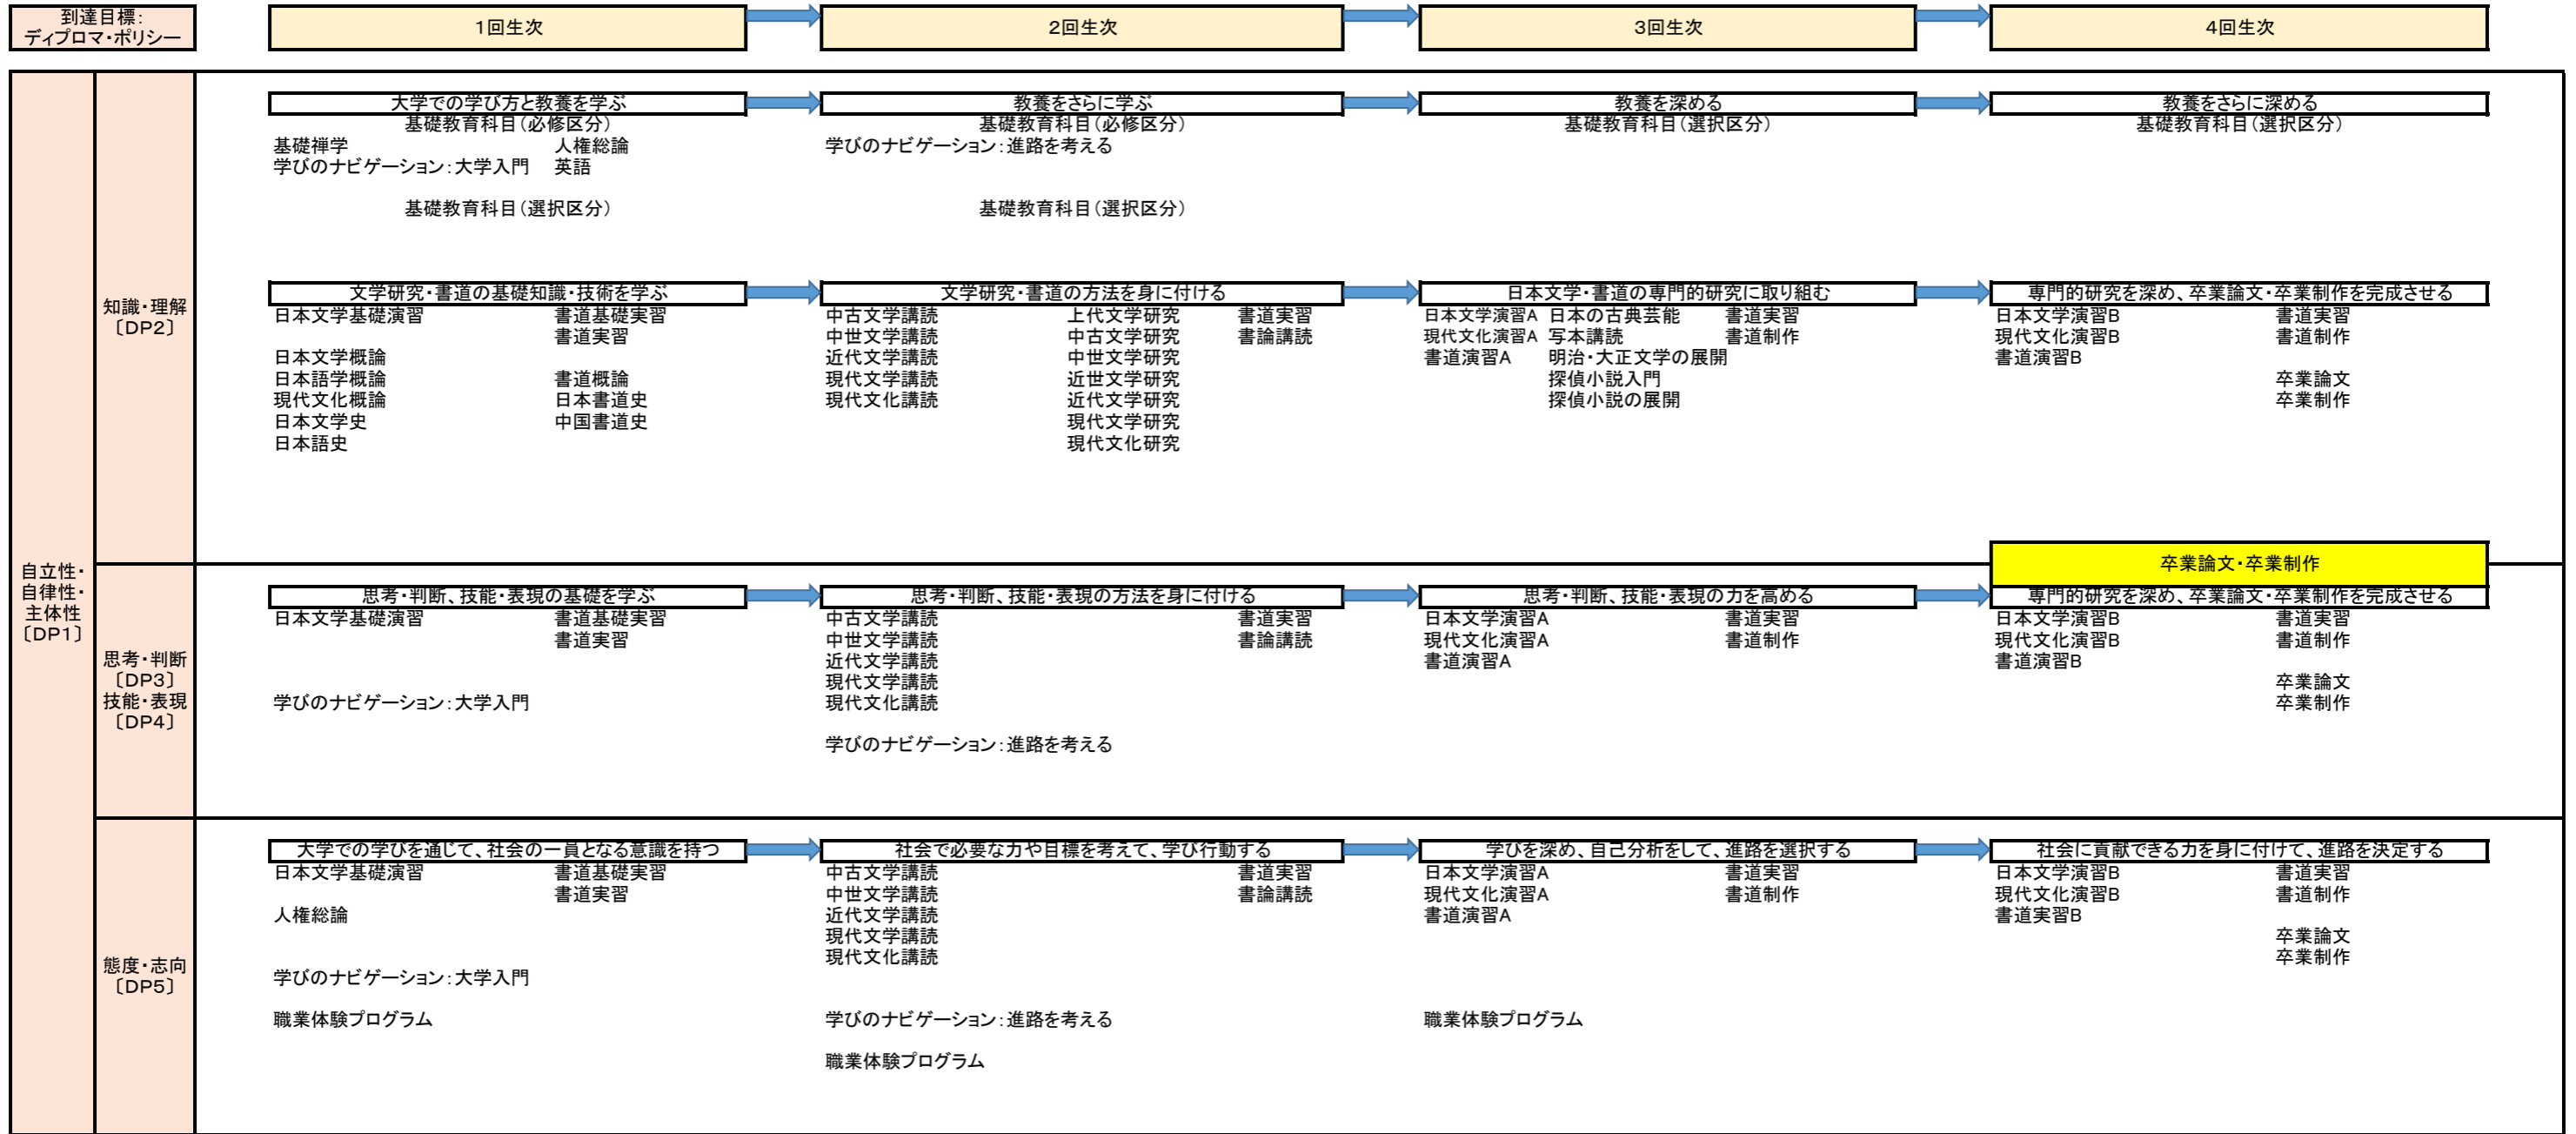 到達目標：
ディプロマ・ポリシー
1回生次
2回生次
3回生次
4回生次
自立性・
自律性・
主体性
〔DP1〕
知識・理解
〔DP2〕
大学での学び方と教養を学ぶ
基礎教育科目（必修区分）
基礎禅学 人権総論
学びのナビゲーション：大学入門 英語
基礎教育科目（選択区分）
教養をさらに学ぶ
基礎教育科目（必修区分）
学びのナビゲーション：進路を考える
基礎教育科目（選択区分）
教養を深める
基礎教育科目（選択区分）
教養をさらに深める
基礎教育科目（選択区分）
文学研究・書道の基礎知識・技術を学ぶ
日本文学基礎演習 書道基礎実習
書道実習
日本文学概論
日本語学概論 書道概論
現代文化概論 日本書道史
日本文学史 中国書道史
日本語史
文学研究・書道の方法を身に付ける
中古文学講読 上代文学研究 書道実習
中世文学講読 中古文学研究 書論講読
近代文学講読 中世文学研究
現代文学講読 近世文学研究
現代文化講読 近代文学研究
現代文学研究
現代文化研究
日本文学・書道の専門的研究に取り組む
日本文学演習A 日本の古典芸能 書道実習
現代文化演習A 写本講読 書道制作
書道演習A 明治・大正文学の展開
探偵小説入門
探偵小説の展開
専門的研究を深め、卒業論文・卒業制作を完成させる
日本文学演習B 書道実習
現代文化演習B 書道制作
書道演習B
卒業論文
卒業制作
卒業論文・卒業制作
思考・判断
〔DP3〕
技能・表現
〔DP4〕
思考・判断、技能・表現の基礎を学ぶ
日本文学基礎演習 書道基礎実習
書道実習
学びのナビゲーション：大学入門
思考・判断、技能・表現の方法を身に付ける
中古文学講読 書道実習
中世文学講読 書論講読
近代文学講読
現代文学講読
現代文化講読
学びのナビゲーション：進路を考える
思考・判断、技能・表現の力を高める
日本文学演習A 書道実習
現代文化演習A 書道制作
書道演習A
専門的研究を深め、卒業論文・卒業制作を完成させる
日本文学演習B 書道実習
現代文化演習B 書道制作
書道演習B
卒業論文
卒業制作
態度・志向
〔DP5〕
大学での学びを通じて、社会の一員となる意識を持つ
日本文学基礎演習 書道基礎実習
書道実習
人権総論
学びのナビゲーション：大学入門
職業体験プログラム
社会で必要な力や目標を考えて、学び行動する
中古文学講読 書道実習
中世文学講読 書論講読
近代文学講読
現代文学講読
現代文化講読
学びのナビゲーション：進路を考える
職業体験プログラム
学びを深め、自己分析をして、進路を選択する
日本文学演習A 書道実習
現代文化演習A 書道制作
書道演習A
職業体験プログラム
社会に貢献できる力を身に付けて、進路を決定する
日本文学演習B 書道実習
現代文化演習B 書道制作
書道実習B
卒業論文
卒業制作